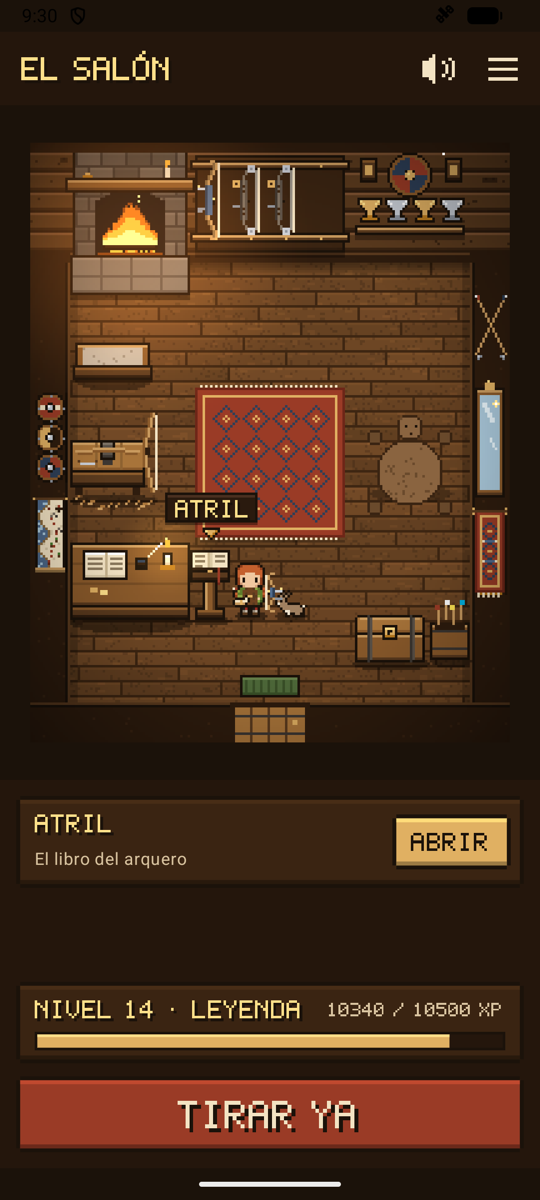 9:30
EL SALÓN
ATRIL
ATRIL
El libro del arquero
ABRIR
NIVEL 14 · LEYENDA
10340 / 10500 XP
TIRAR YA